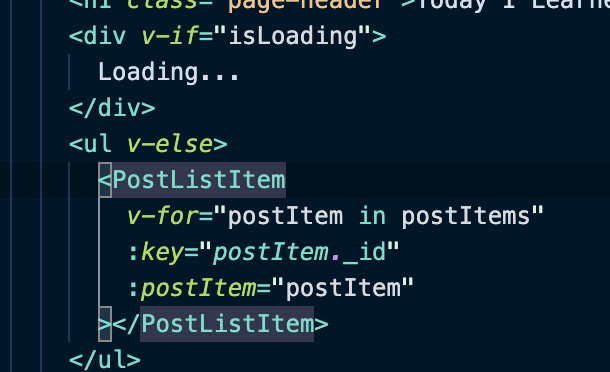 <h1 class="page-header">Today I Learne
<div v-if="isLoading">
Loading...
</div>
<ul v-else>
<PostListItem
v-for="postItem in postItems"
:key="postItem._id"
:postItem="postItem"
></PostListItem>
</ul>